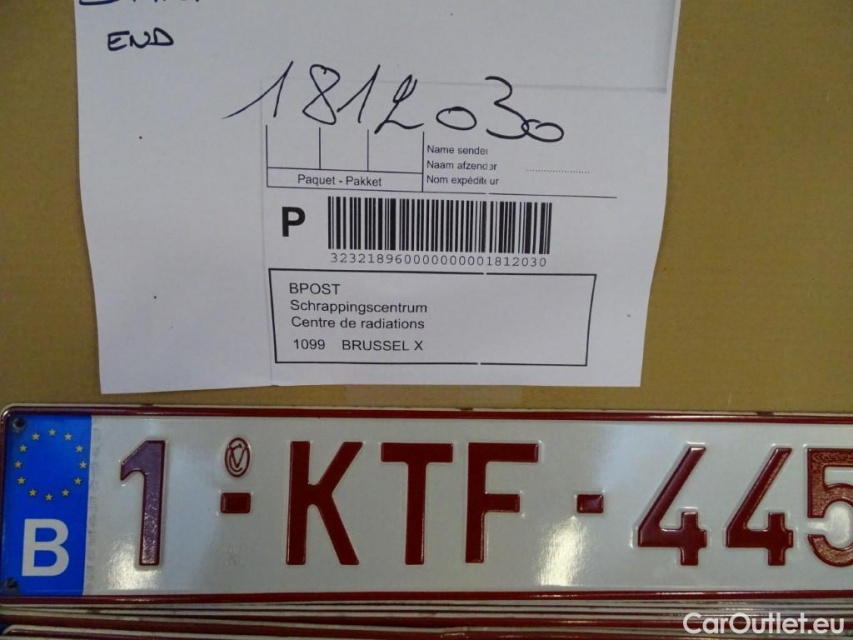 END
1812030
Name sender
Naam afzender
Paquet - Pakket
Nom expéditeur
P
323218960000000001812030
BPOST
Schrappingscentrum
Centre de radiations
1099 BRUSSEL X
B 1-KTF-445
CarOutlet.eu